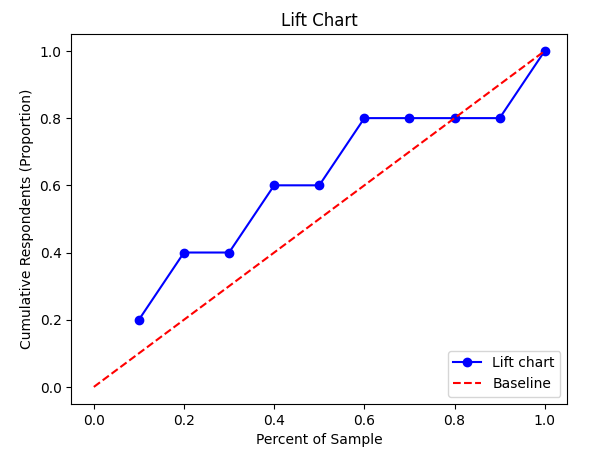 Lift Chart
1.0
0.8
0.6
0.4
0.2
0.0
Cumulative Respondents (Proportion)
Lift chart
Baseline
0.0 0.2 0.4 0.6 0.8 1.0
Percent of Sample